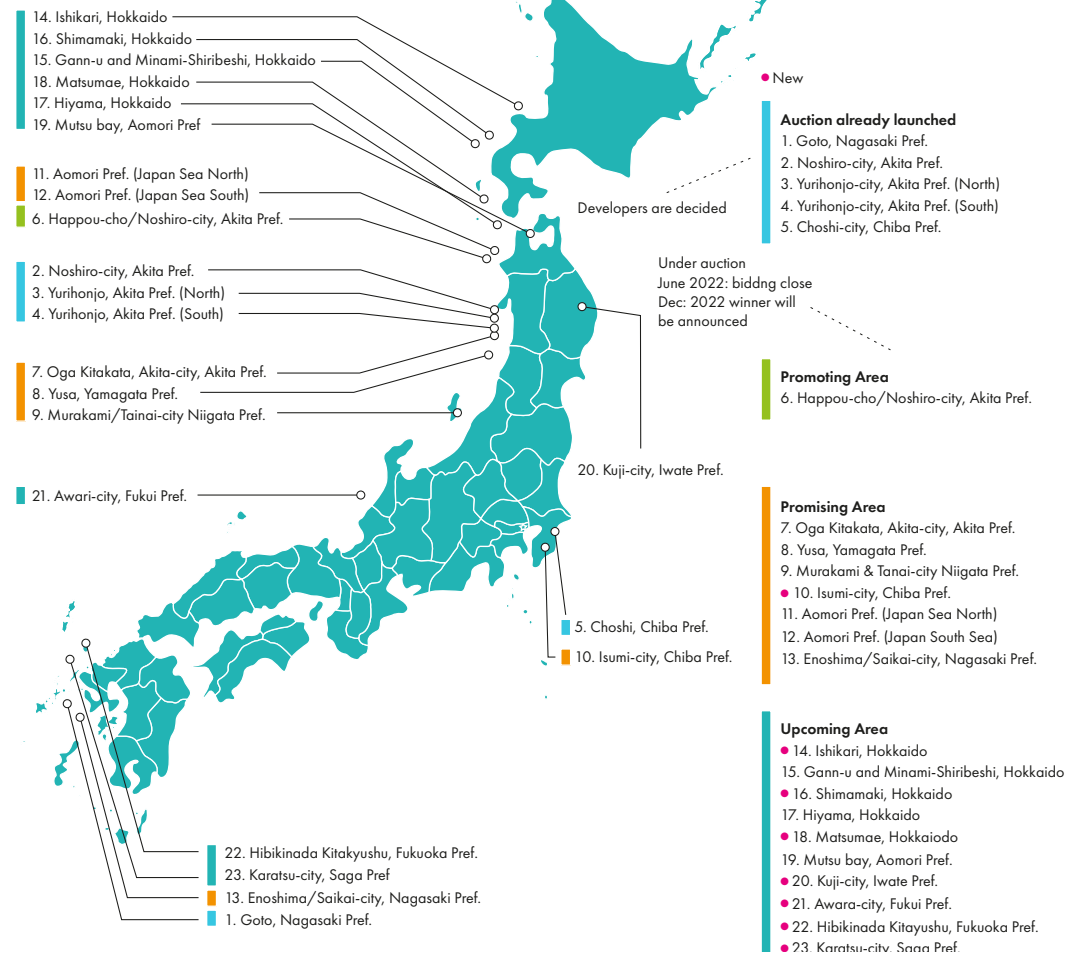 14. Ishikari, Hokkaido
16. Shimamaki, Hokkaido
15. Gann-u and Minami-Shiribeshi, Hokkaido
18. Matsumae, Hokkaido
17. Hiyama, Hokkaido
19. Mutsu bay, Aomori Pref
11. Aomori Pref. (Japan Sea North)
12. Aomori Pref. (Japan Sea South)
6. Happou-cho/Noshiro-city, Akita Pref.
2. Noshiro-city, Akita Pref.
3. Yurihonjo, Akita Pref. (North)
4. Yurihonjo, Akita Pref. (South)
7. Oga Kitakata, Akita-city, Akita Pref.
8. Yusa, Yamagata Pref.
9. Murakami/Tainai-city Niigata Pref.
21. Awari-city, Fukui Pref.
20. Kuji-city, Iwate Pref.
5. Choshi, Chiba Pref.
10. Isumi-city, Chiba Pref.
22. Hibikinada Kitakyushu, Fukuoka Pref.
23. Karatsu-city, Saga Pref
13. Enoshima/Saikai-city, Nagasaki Pref.
1. Goto, Nagasaki Pref.
New
Auction already launched
1. Goto, Nagasaki Pref.
2. Noshiro-city, Akita Pref.
3. Yurihonjo-city, Akita Pref. (North)
4. Yurihonjo-city, Akita Pref. (South)
5. Choshi-city, Chiba Pref.
Developers are decided
Under auction
June 2022: biddng close
Dec: 2022 winner will
be announced
Promoting Area
6. Happou-cho/Noshiro-city, Akita Pref.
Promising Area
7. Oga Kitakata, Akita-city, Akita Pref.
8. Yusa, Yamagata Pref.
9. Murakami & Tanai-city Niigata Pref.
10. Isumi-city, Chiba Pref.
11. Aomori Pref. (Japan Sea North)
12. Aomori Pref. (Japan South Sea)
13. Enoshima/Saikai-city, Nagasaki Pref.
Upcoming Area
14. Ishikari, Hokkaido
15. Gann-u and Minami-Shiribeshi, Hokkaido
16. Shimamaki, Hokkaido
17. Hiyama, Hokkaido
18. Matsumae, Hokkaiodo
19. Mutsu bay, Aomori Pref.
20. Kuji-city, Iwate Pref.
21. Awara-city, Fukui Pref.
22. Hibikinada Kitayushu, Fukuoka Pref.
23. Karatsu-city, Saga Pref.